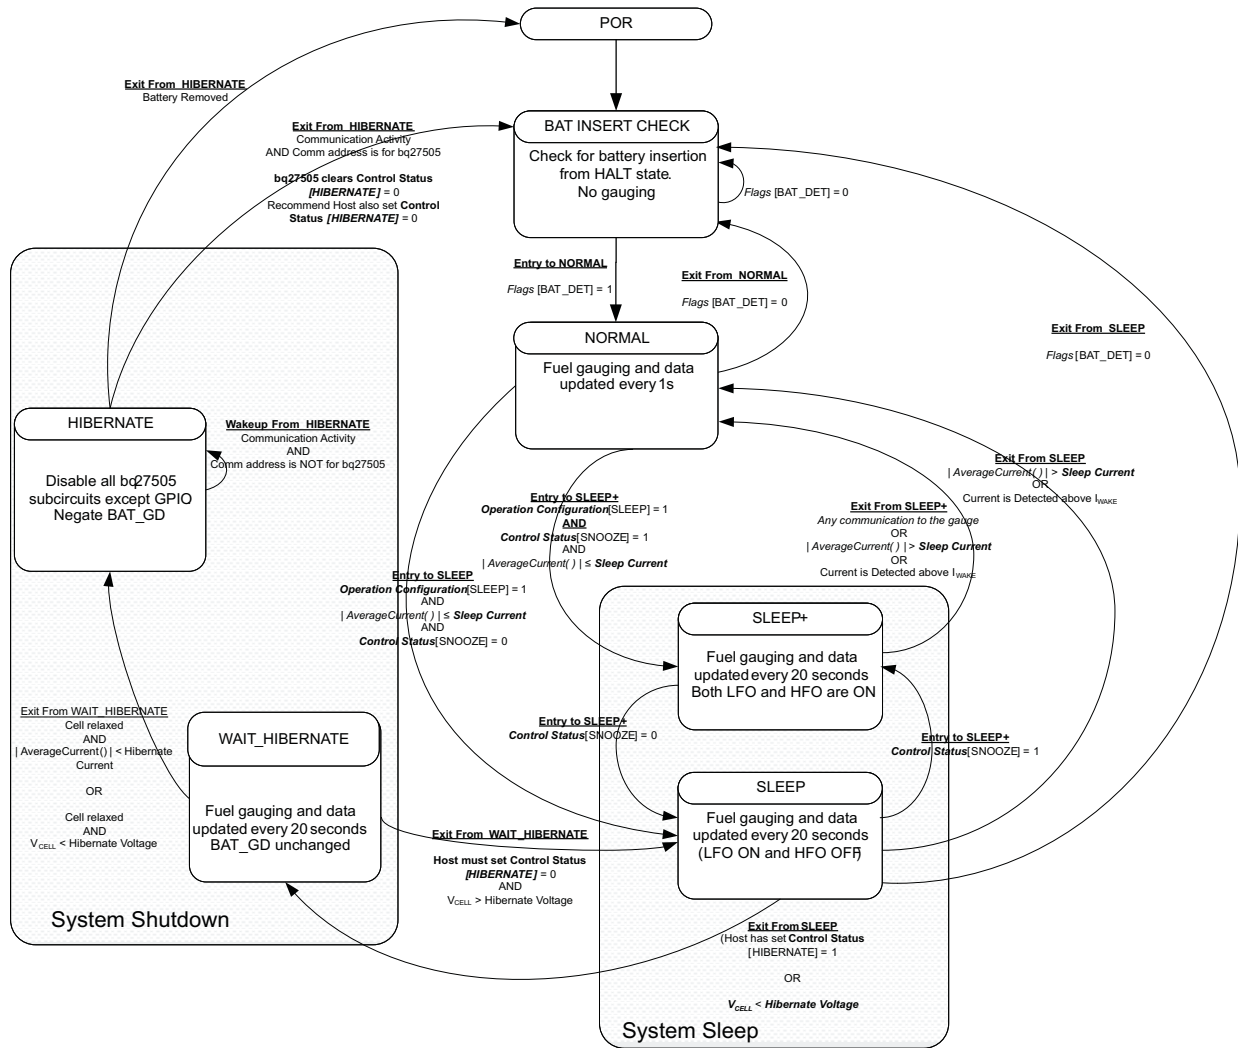 POR
Exit From HIBERNATE
Battery Removed
Exit From HIBERNATE
Communication Activity
AND Comm address is for bq27505
bq27505 clears Control Status
[HIBERNATE] = 0
Recommend Host also set Control
Status [HIBERNATE] = 0
BAT INSERT CHECK
Check for battery insertion
from HALT state.
No gauging
Flags [BAT_DET] = 0
Entry to NORMAL
Flags [BAT_DET] = 1
Exit From NORMAL
Flags [BAT_DET] = 0
Exit From SLEEP
Flags [BAT_DET] = 0
NORMAL
Fuel gauging and data
updated every 1s
HIBERNATE
Disable all bq27505
subcircuits except GPIO
Negate BAT_GD
Wakeup From HIBERNATE
Communication Activity
AND
Comm address is NOT for bq27505
Exit From SLEEP
| AverageCurrent( ) | > Sleep Current
OR
Current is Detected above IWAKE
Entry to SLEEP+
Operation Configuration[SLEEP] = 1
AND
Control Status[SNOOZE] = 1
AND
| AverageCurrent( ) | ≤ Sleep Current
Exit From SLEEP+
Any communication to the gauge
OR
| AverageCurrent( ) | > Sleep Current
OR
Current is Detected above IWAKE
Entry to SLEEP
Operation Configuration[SLEEP] = 1
AND
| AverageCurrent( ) | ≤ Sleep Current
AND
Control Status[SNOOZE] = 0
SLEEP+
Fuel gauging and data
updated every 20 seconds
Both LFO and HFO are ON
Entry to SLEEP+
Control Status[SNOOZE] = 0
Entry to SLEEP+
Control Status[SNOOZE] = 1
Exit From WAIT_HIBERNATE
Cell relaxed
AND
| AverageCurrent() | < Hibernate
Current
OR
Cell relaxed
AND
VCELL < Hibernate Voltage
WAIT_HIBERNATE
Fuel gauging and data
updated every 20 seconds
BAT_GD unchanged
SLEEP
Fuel gauging and data
updated every 20 seconds
(LFO ON and HFO OFF)
Exit From WAIT_HIBERNATE
Host must set Control Status
[HIBERNATE] = 0
AND
VCELL > Hibernate Voltage
System Shutdown
Exit From SLEEP
(Host has set Control Status
[HIBERNATE] = 1
OR
VCELL < Hibernate Voltage
System Sleep